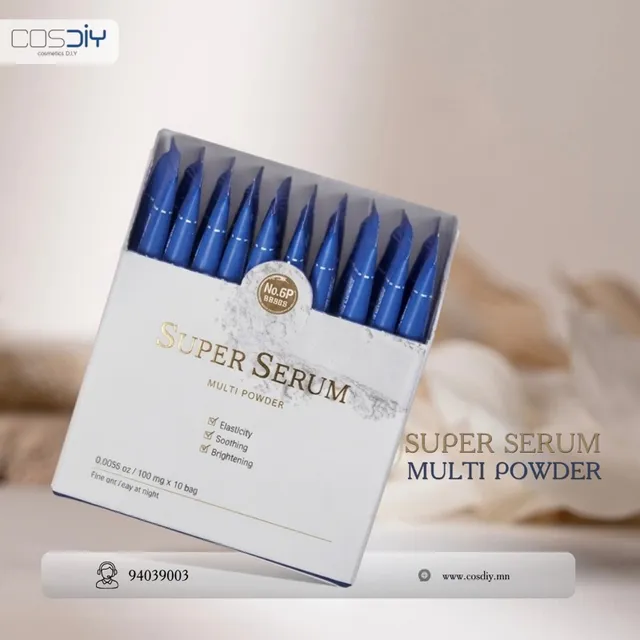 COSDIY
cosmetics D.I.Y
No.6P
SUPER SERUM
MULTI POWDER
Elasticity
Soothing
Brightening
0.0055 oz / 100 mg x 10 bag
SUPER SERUM
MULTI POWDER
94039003
www.cosdiy.mn